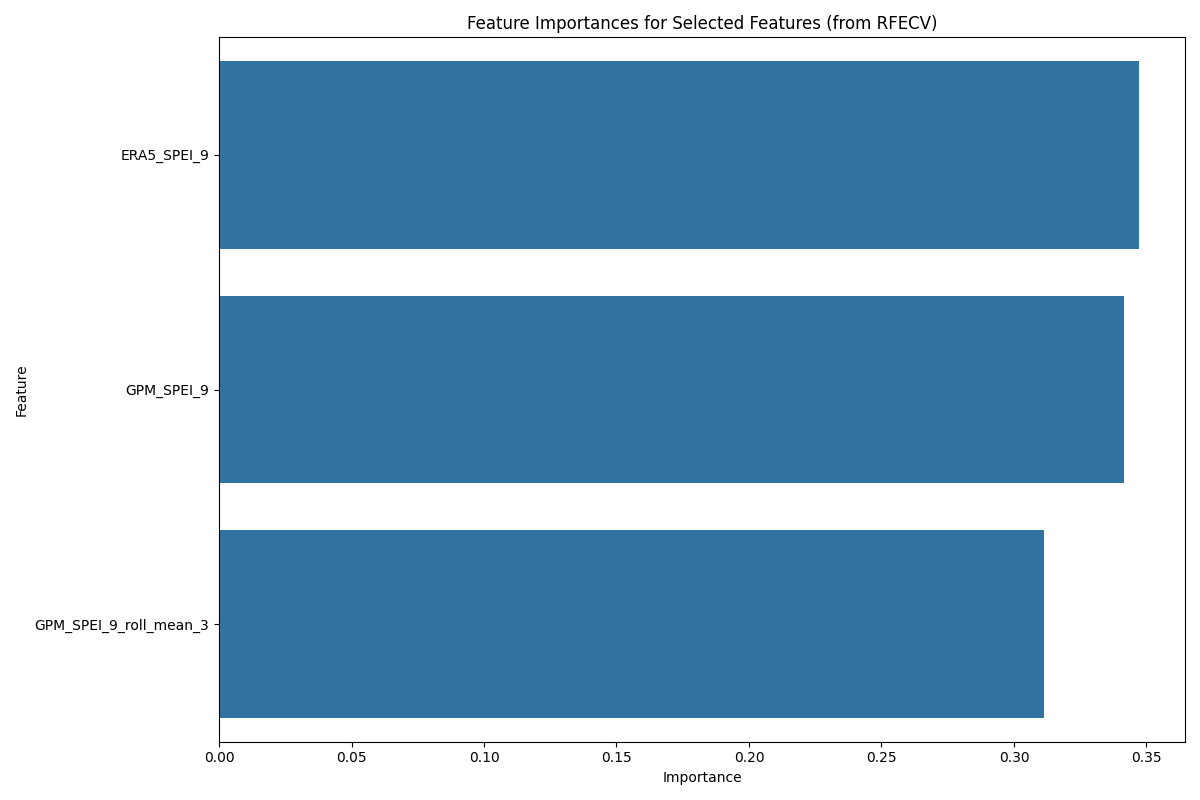 Feature Importances for Selected Features (from RFECV)
Feature
ERA5_SPEI_9
GPM_SPEI_9
GPM_SPEI_9_roll_mean_3
0.00 0.05 0.10 0.15 0.20 0.25 0.30 0.35
Importance